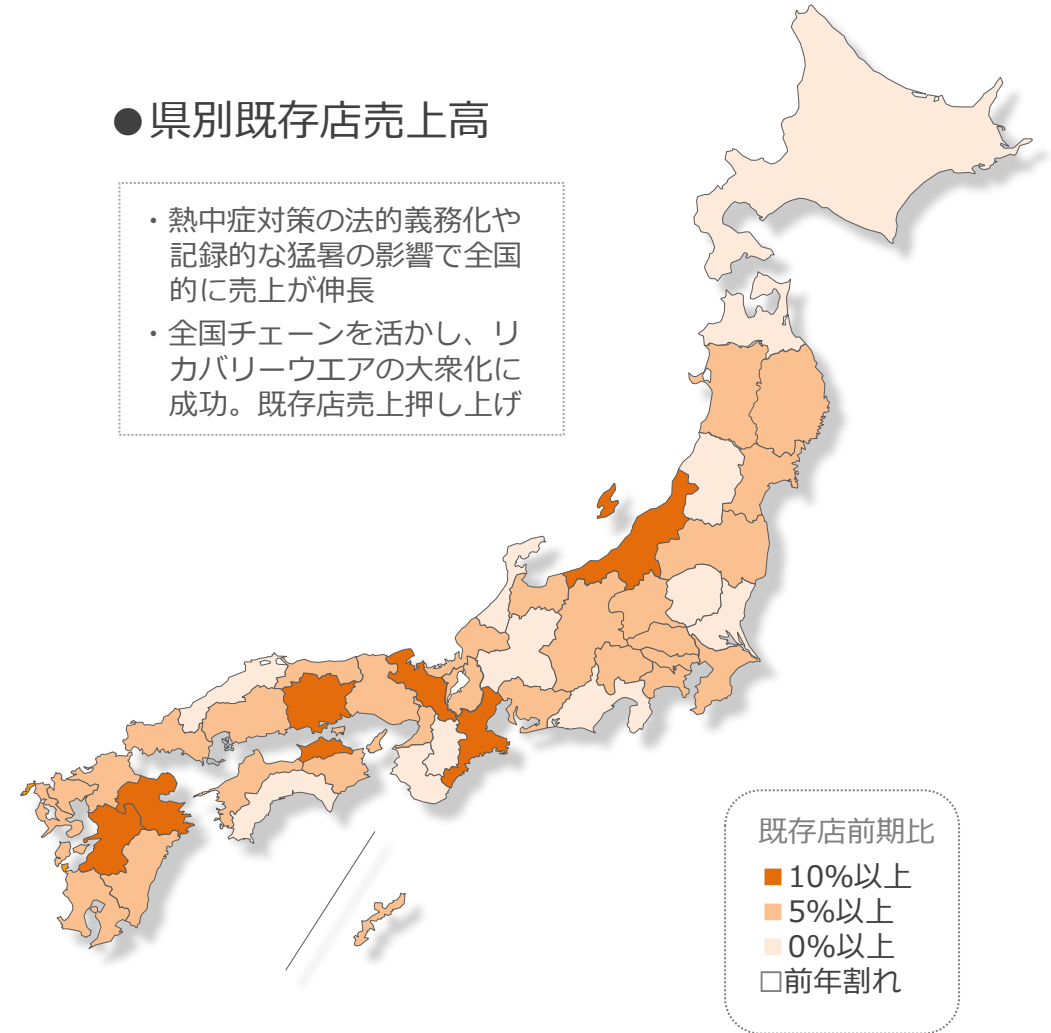 ●県別既存店売上高
・熱中症対策の法的義務化や
記録的な猛暑の影響で全国
的に売上が伸長
・全国チェーンを活かし、リ
カバリーウエアの大衆化に
成功。既存店売上押し上げ
既存店前期比
■10%以上
■5%以上
■0%以上
□前年割れ